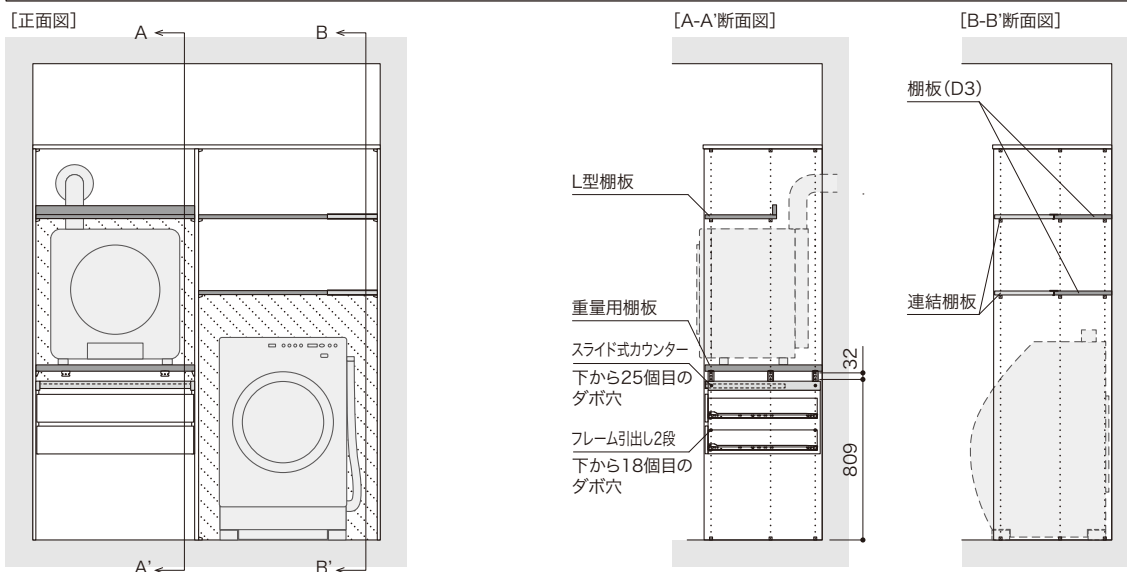 [正面図]
A
B
A'
B'
[A-A'断面図]
L型棚板
重量用棚板
スライド式カウンター
下から25個目の
ダボ穴
フレーム引出し2段
下から18個目の
ダボ穴
32
809
[B-B'断面図]
棚板(D3)
連結棚板